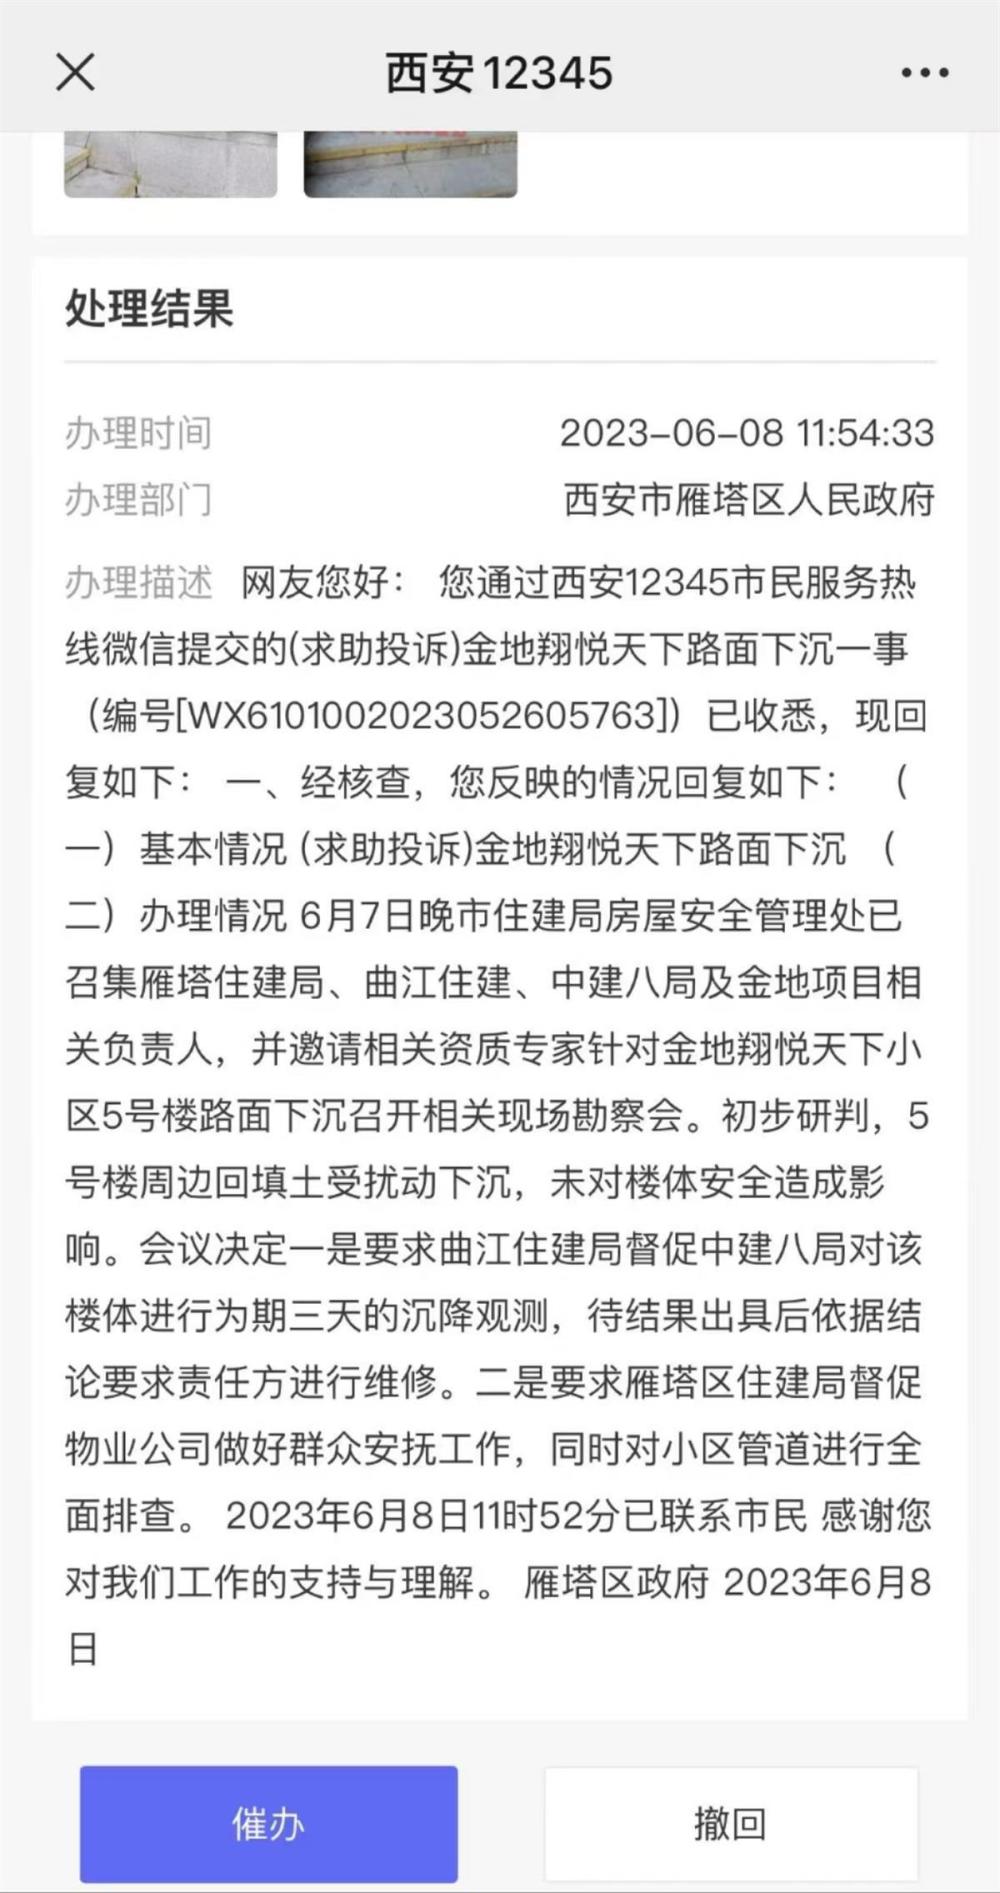 西安12345
处理结果
办理时间 2023-06-08 11:54:33
办理部门 西安市雁塔区人民政府
办理描述 网友您好： 您通过西安12345市民服务热
线微信提交的(求助投诉)金地翔悦天下路面下沉一事
（编号[WX6101002023052605763]）已收悉，现回
复如下： 一、经核查，您反映的情况回复如下： （
一）基本情况 (求助投诉)金地翔悦天下路面下沉 （
二）办理情况 6月7日晚市住建局房屋安全管理处已
召集雁塔住建局、曲江住建、中建八局及金地项目相
关负责人，并邀请相关资质专家针对金地翔悦天下小
区5号楼路面下沉召开相关现场勘察会。初步研判，5
号楼周边回填土受扰动下沉，未对楼体安全造成影
响。会议决定一是要求曲江住建局督促中建八局对该
楼体进行为期三天的沉降观测，待结果出具后依据结
论要求责任方进行维修。二是要求雁塔区住建局督促
物业公司做好群众安抚工作，同时对小区管道进行全
面排查。 2023年6月8日11时52分已联系市民 感谢您
对我们工作的支持与理解。 雁塔区政府 2023年6月8
日
催办 撤回